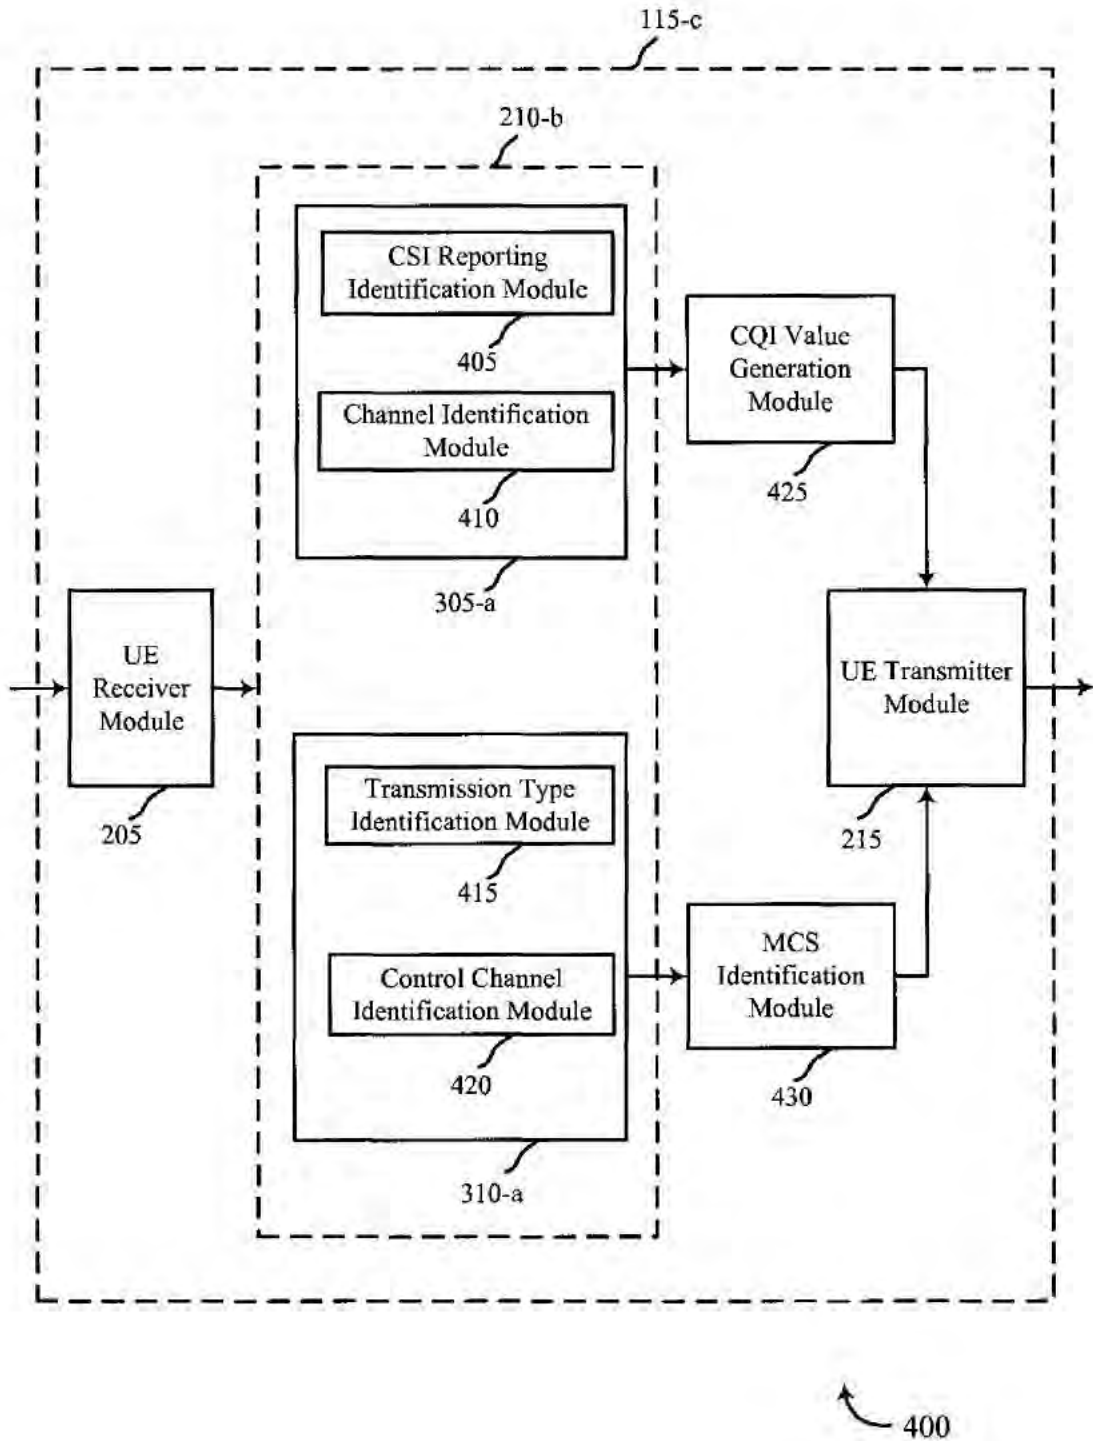 115-c
210-b
CSI Reporting
Identification Module
405
Channel Identification
Module
410
305-a
CQI Value
Generation
Module
425
UE
Receiver
Module
205
UE Transmitter
Module
215
Transmission Type
Identification Module
415
Control Channel
Identification Module
420
310-a
MCS
Identification
Module
430
400